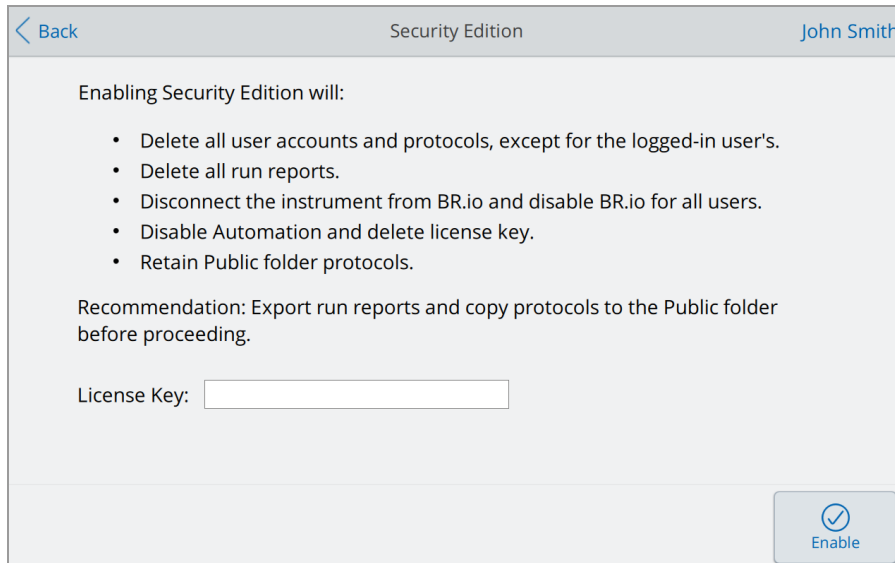 Back Security Edition John Smith
Enabling Security Edition will:
• Delete all user accounts and protocols, except for the logged-in user's.
• Delete all run reports.
• Disconnect the instrument from BR.io and disable BR.io for all users.
• Disable Automation and delete license key.
• Retain Public folder protocols.
Recommendation: Export run reports and copy protocols to the Public folder
before proceeding.
License Key:
Enable